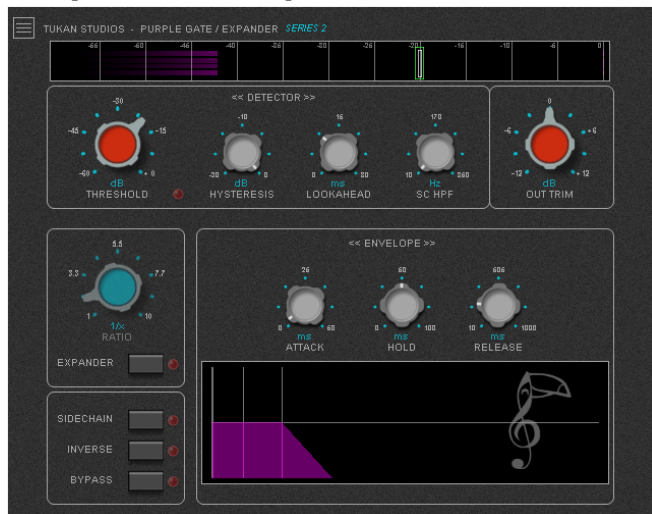 TUKAN STUDIOS - PURPLE GATE / EXPANDER SERIES 2
-66 -60 -46 -40 -30 -26 -20 -16 -10 -6 0
<< DETECTOR >>
-30 -45 -15 -60 0
dB
THRESHOLD
-10 -20 0
dB
HYSTERESIS
16 0 20
ms
LOOKAHEAD
170 10 260
Hz
SC HPF
0 -6 +6 -12 +12
dB
OUT TRIM
5.5 3.3 7.7 1 10
1/x
RATIO
EXPANDER
SIDECHAIN
INVERSE
BYPASS
<< ENVELOPE >>
26 0 60
ms
ATTACK
60 0 100
ms
HOLD
606 10 1000
ms
RELEASE